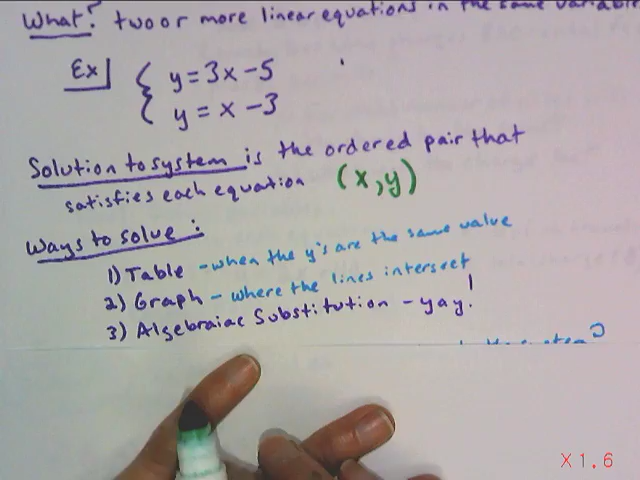 What? two or more linear equations in the same variable
Ex
y = 3x - 5
y = x - 3
Solution to system is the ordered pair that
satisfies each equation (x, y)
Ways to solve:
1) Table - when the y's are the same value
2) Graph - where the lines intersect
3) Algebraiac Substitution - yay!
X1.6